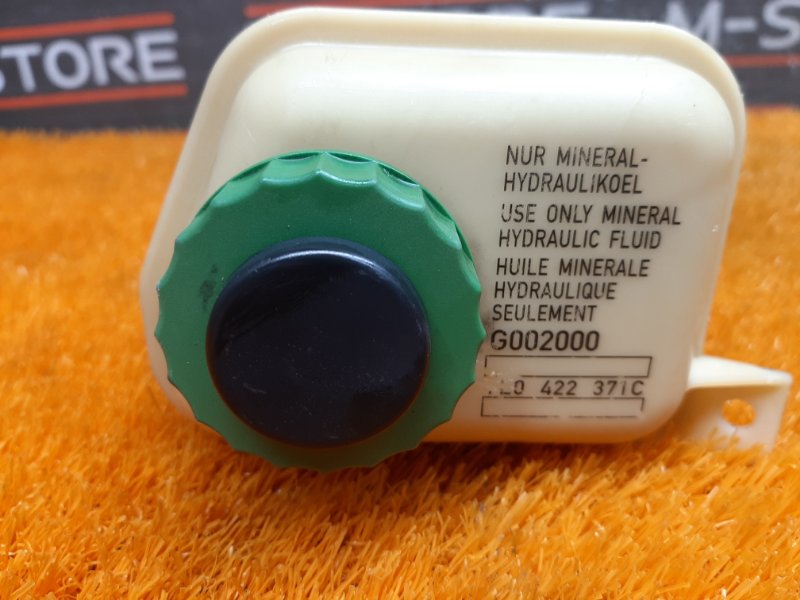 STORE
M-S
NUR MINERAL-
HYDRAULIKOEL
USE ONLY MINERAL
HYDRAULIC FLUID
HUILE MINERALE
HYDRAULIQUE
SEULEMENT
G002000
422 371C